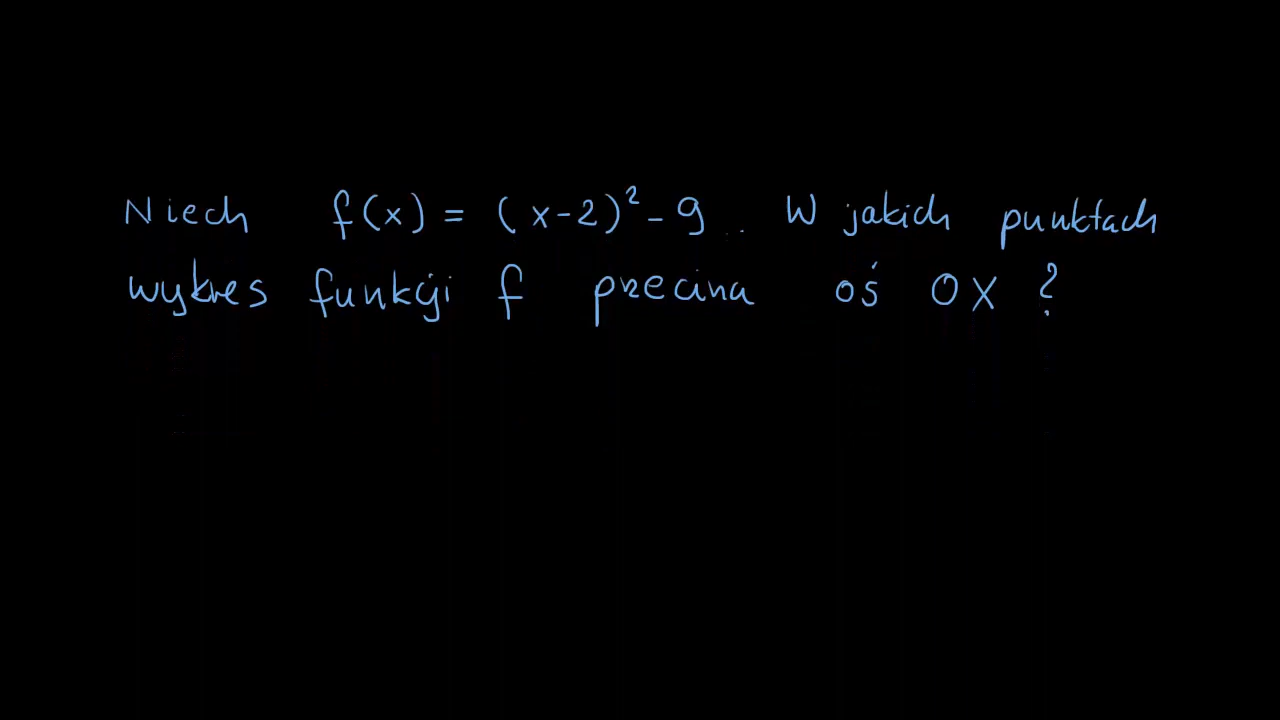 Niech f(x) = (x-2)² - 9. W jakich punktach
wykres funkcji f przecina oś OX ?